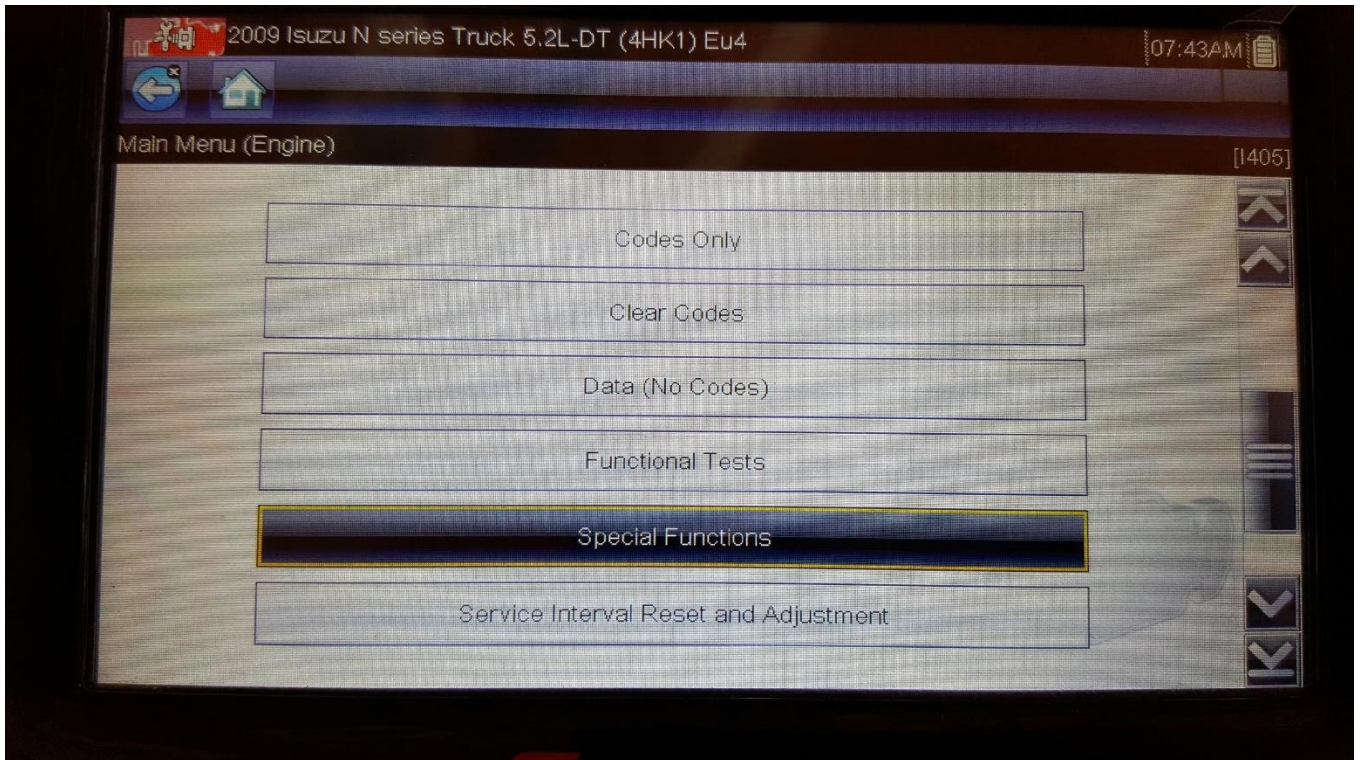 2009 Isuzu N series Truck 5.2L-DT (4HK1) Eu4
07:43AM
Main Menu (Engine)
[I405]
Codes Only
Clear Codes
Data (No Codes)
Functional Tests
Special Functions
Service Interval Reset and Adjustment